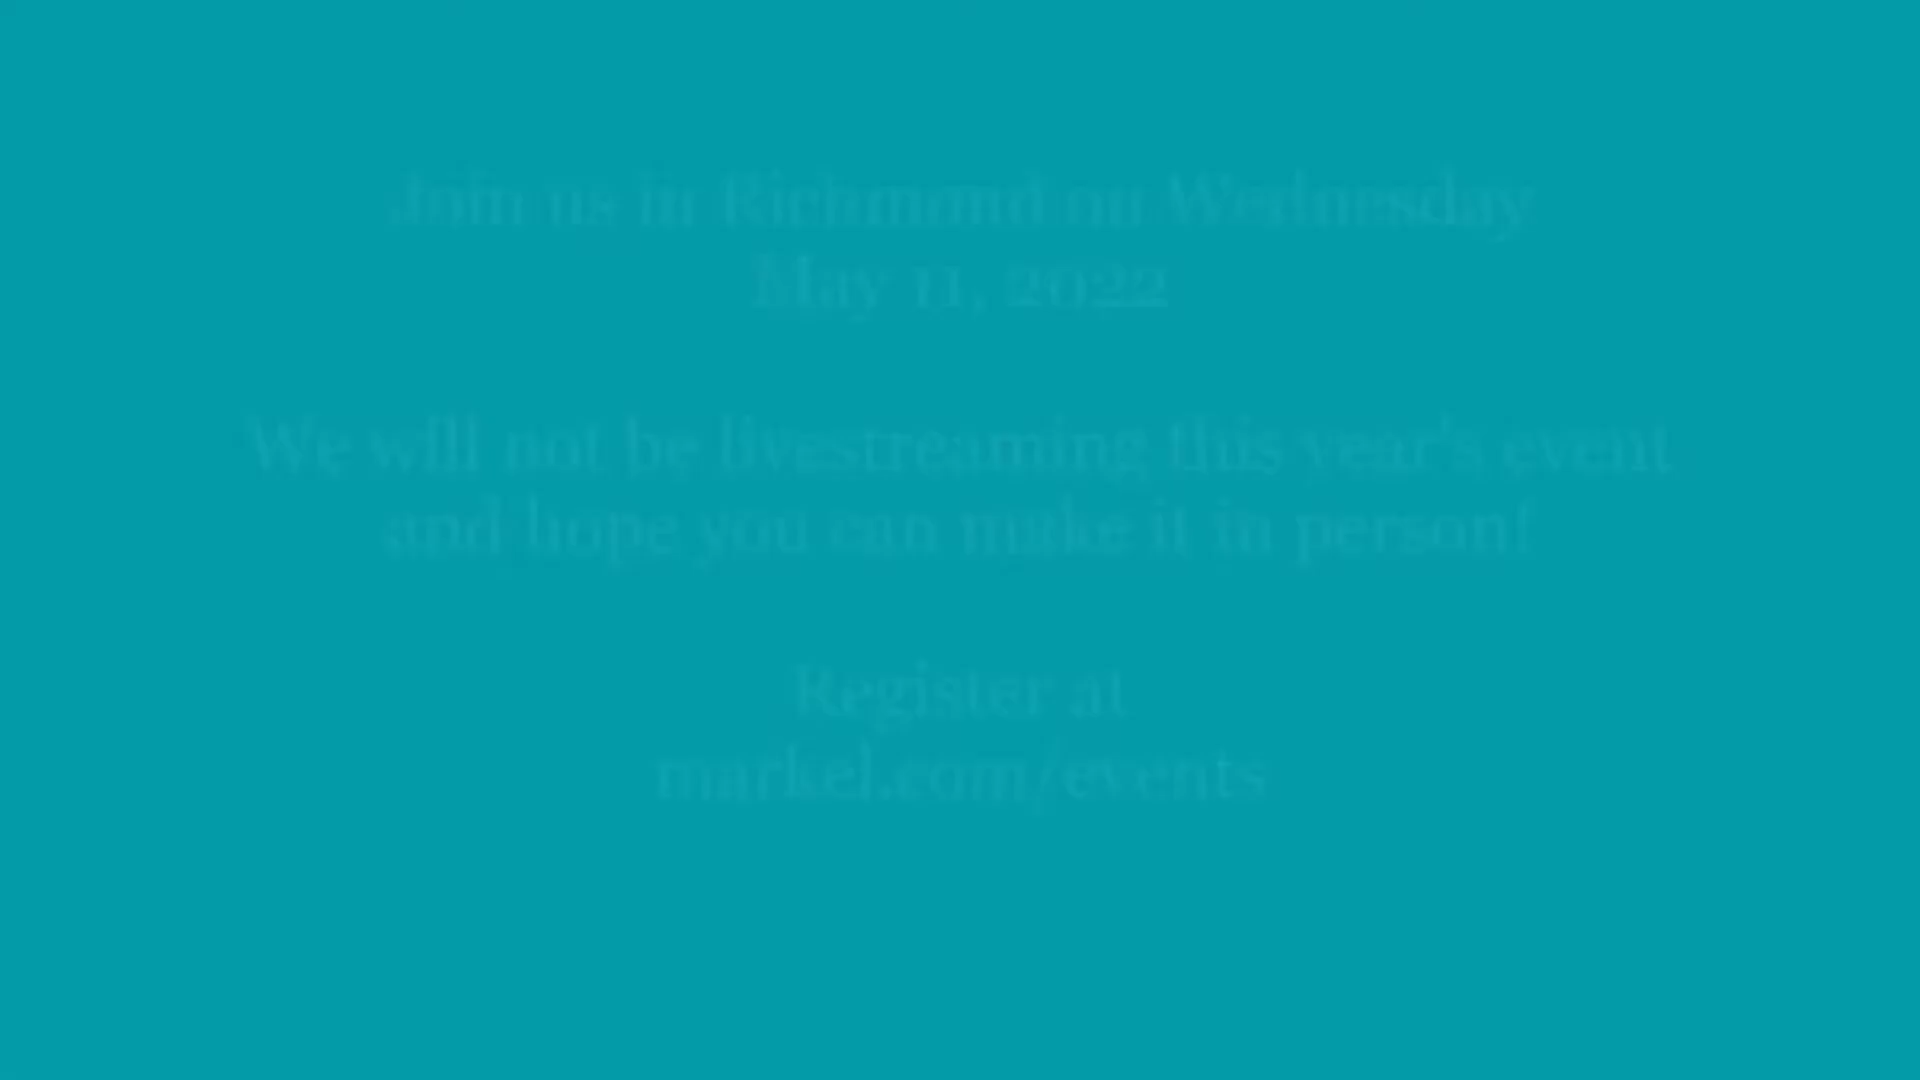 Join us in Richmond on Wednesday
May 11, 2022
We will not be livestreaming this year's event
and hope you can make it in person!
Register at
markel.com/events